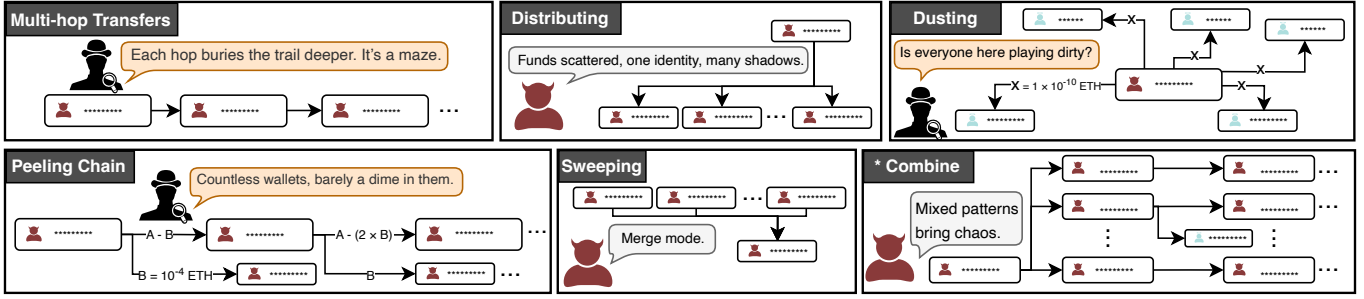 Multi-hop Transfers
Each hop buries the trail deeper. It's a maze.
********* ********* ********* ...
Distributing
*********
Funds scattered, one identity, many shadows.
********* ********* ... *********
Dusting
Is everyone here playing dirty?
****** X ****** ******
X X
*********
X = 1 × 10⁻¹⁰ ETH X
****** ******
Peeling Chain
Countless wallets, barely a dime in them.
********* A - B ********* A - (2 × B) ********* ...
B = 10⁻⁴ ETH ********* B ********* ...
Sweeping
********* ********* ... *********
Merge mode.
*********
* Combine
********* ********* ...
Mixed patterns
bring chaos.
********* ********* ...
*********
⋮ ⋮
********* ********* ********* ...